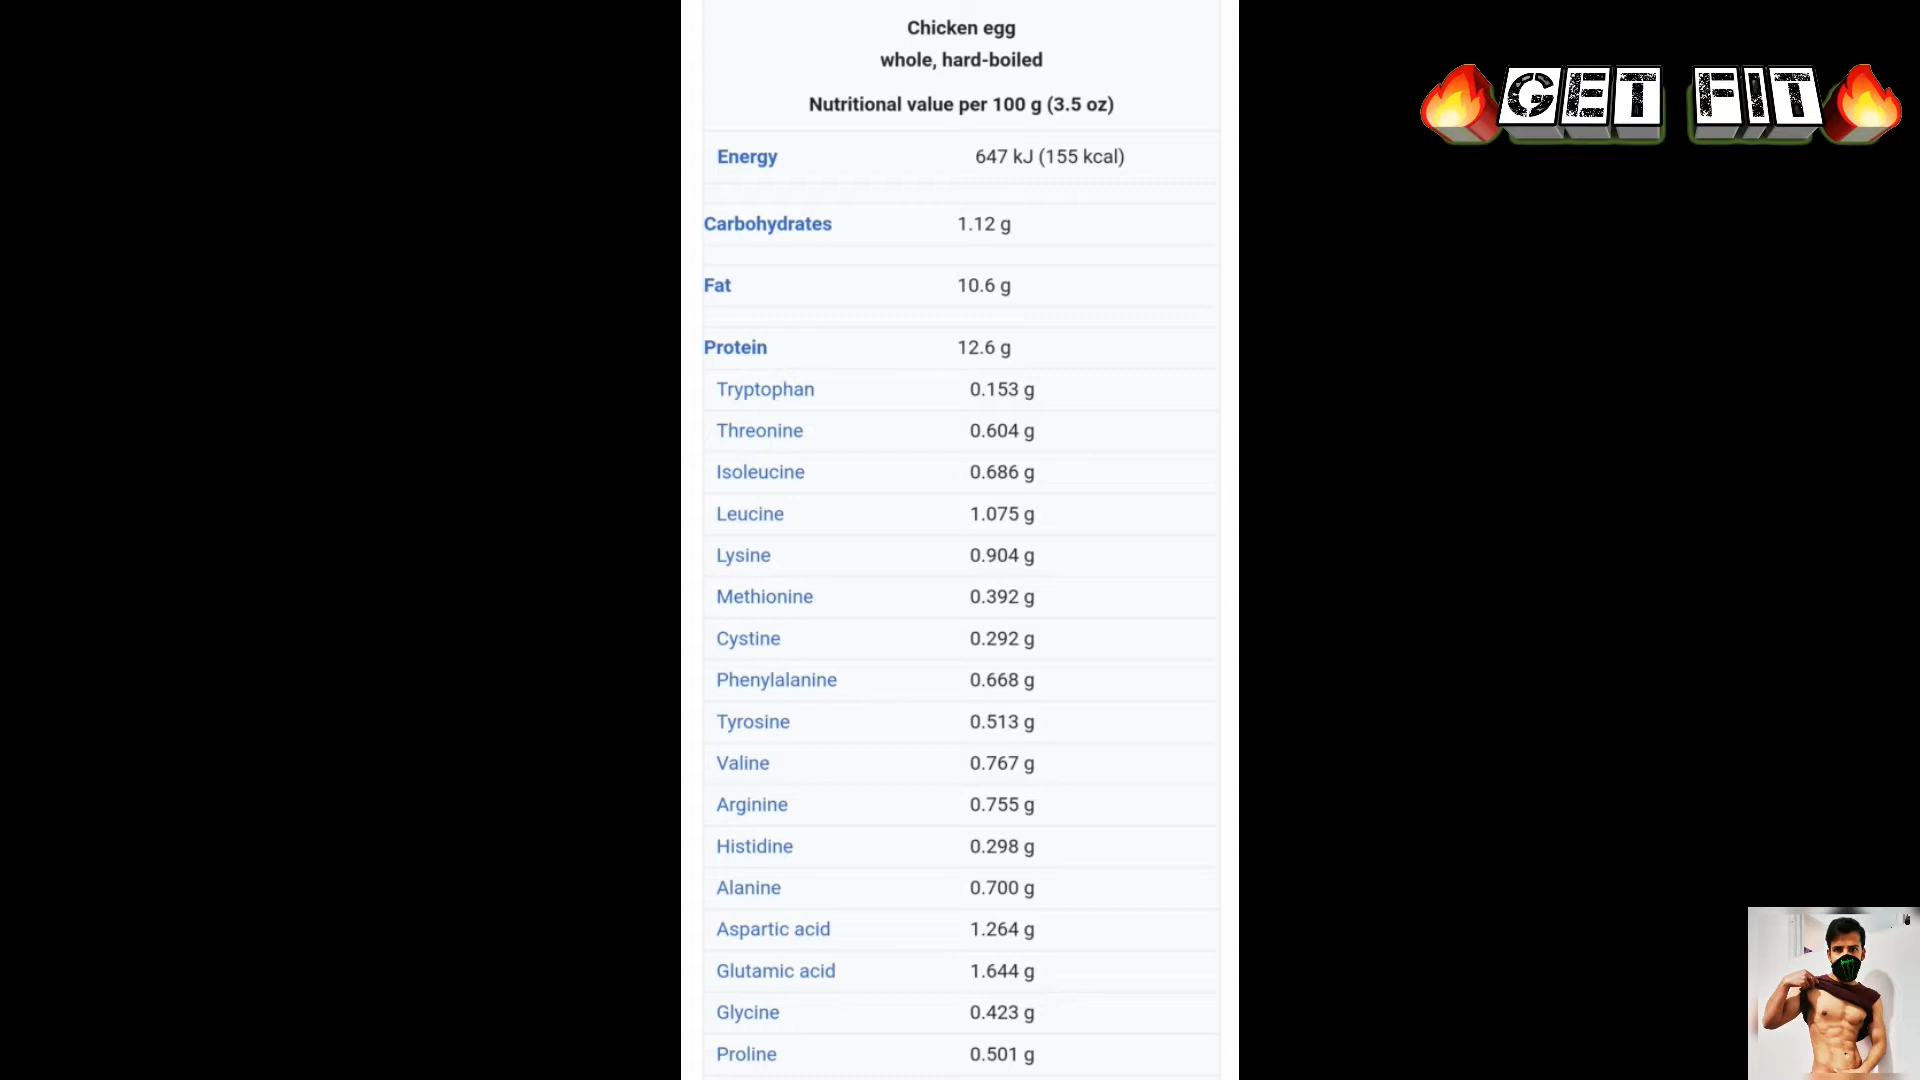 Chicken egg
whole, hard-boiled
Nutritional value per 100 g (3.5 oz)
Energy 647 kJ (155 kcal)
Carbohydrates 1.12 g
Fat 10.6 g
Protein 12.6 g
Tryptophan 0.153 g
Threonine 0.604 g
Isoleucine 0.686 g
Leucine 1.075 g
Lysine 0.904 g
Methionine 0.392 g
Cystine 0.292 g
Phenylalanine 0.668 g
Tyrosine 0.513 g
Valine 0.767 g
Arginine 0.755 g
Histidine 0.298 g
Alanine 0.700 g
Aspartic acid 1.264 g
Glutamic acid 1.644 g
Glycine 0.423 g
Proline 0.501 g
GET FIT